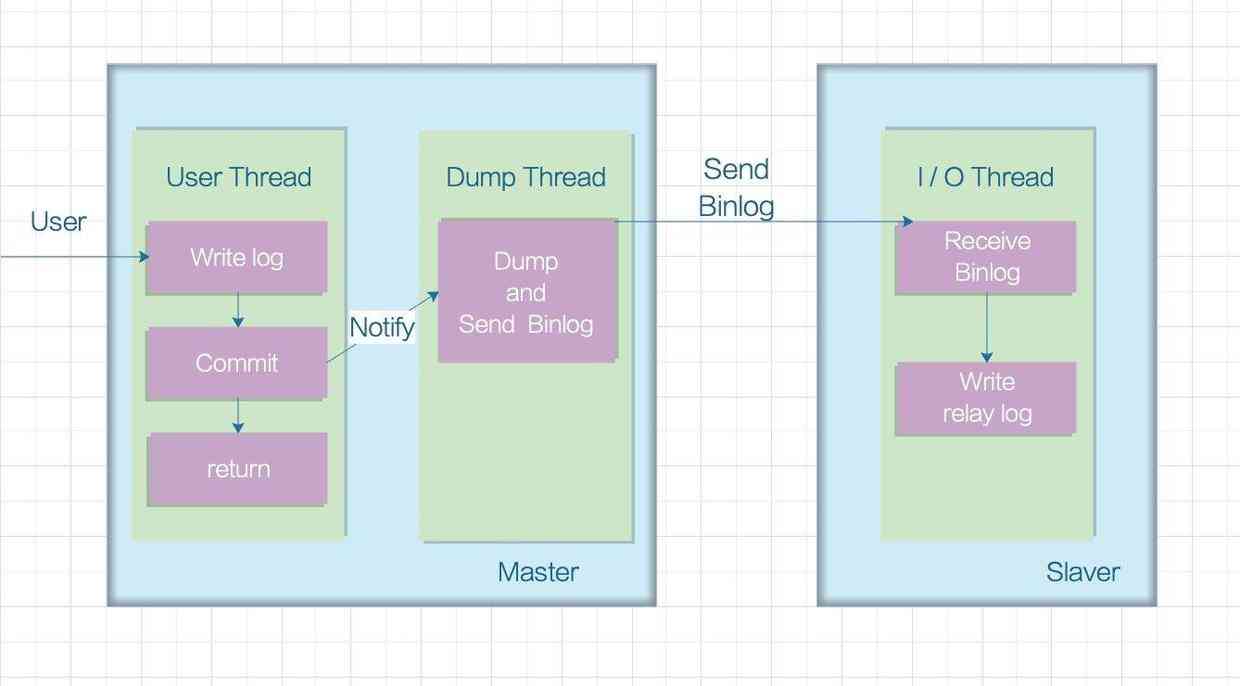 User
User Thread
Write log
Commit
return
Notify
Dump Thread
Dump
and
Send Binlog
Master
Send
Binlog
I / O Thread
Receive
Binlog
Write
relay log
Slaver